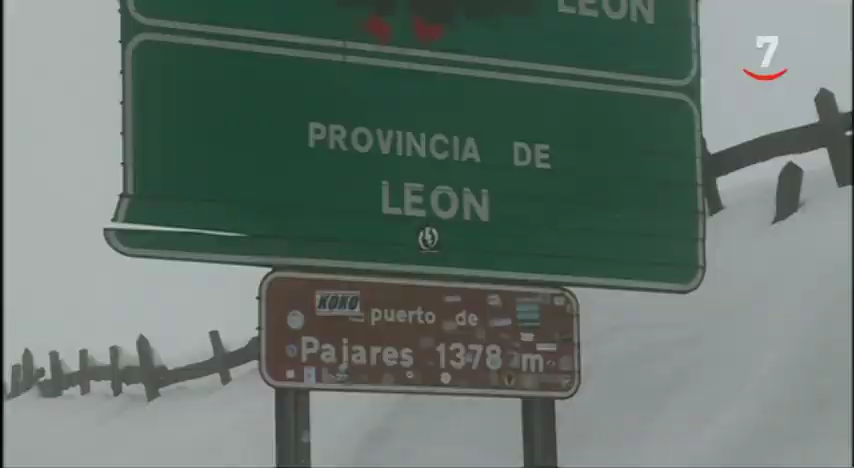 LEON
7
PROVINCIA DE
LEON
KOKO
puerto de
Pajares 1378 m